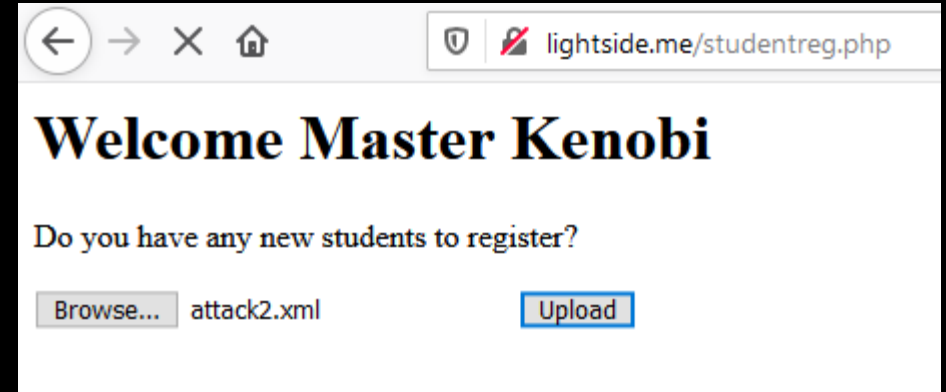 lightside.me/studentreg.php
Welcome Master Kenobi
Do you have any new students to register?
Browse... attack2.xml Upload